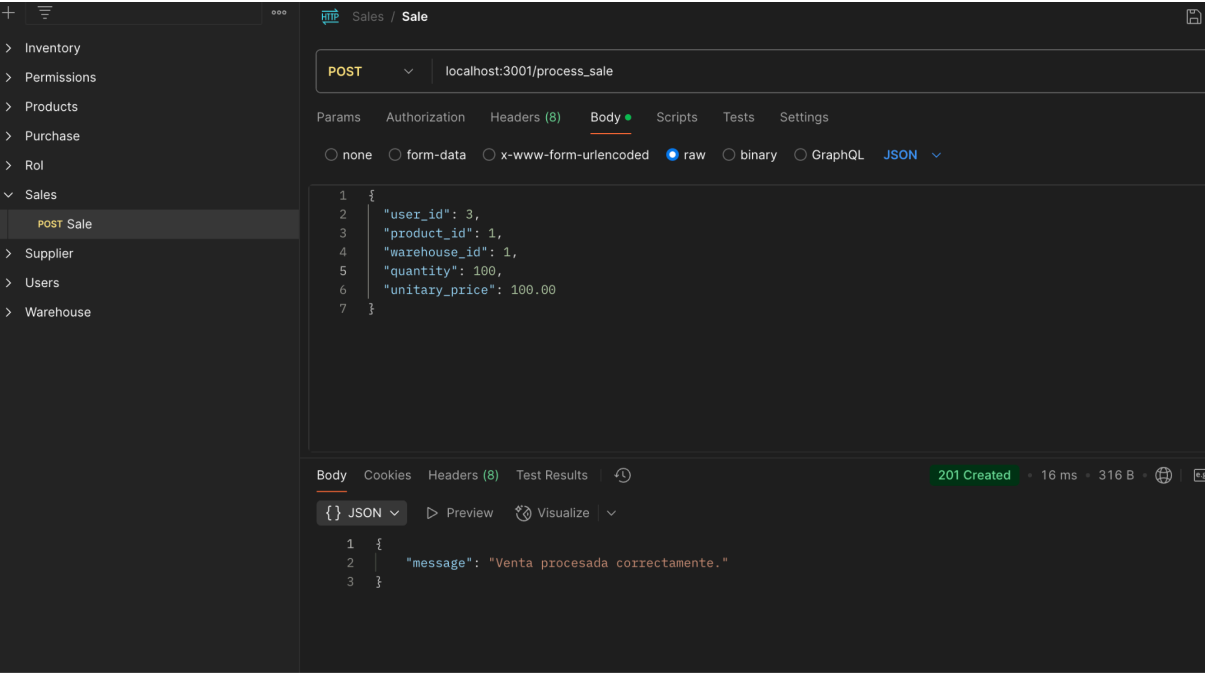 Sales / Sale
Inventory
Permissions
Products
Purchase
Rol
Sales
POST Sale
Supplier
Users
Warehouse
HTTP
POST localhost:3001/process_sale
Params Authorization Headers (8) Body Scripts Tests Settings
none form-data x-www-form-urlencoded raw binary GraphQL JSON
1 {
2 "user_id": 3,
3 "product_id": 1,
4 "warehouse_id": 1,
5 "quantity": 100,
6 "unitary_price": 100.00
7 }
Body Cookies Headers (8) Test Results 201 Created 16 ms 316 B
{} JSON Preview Visualize
1 {
2 "message": "Venta procesada correctamente."
3 }